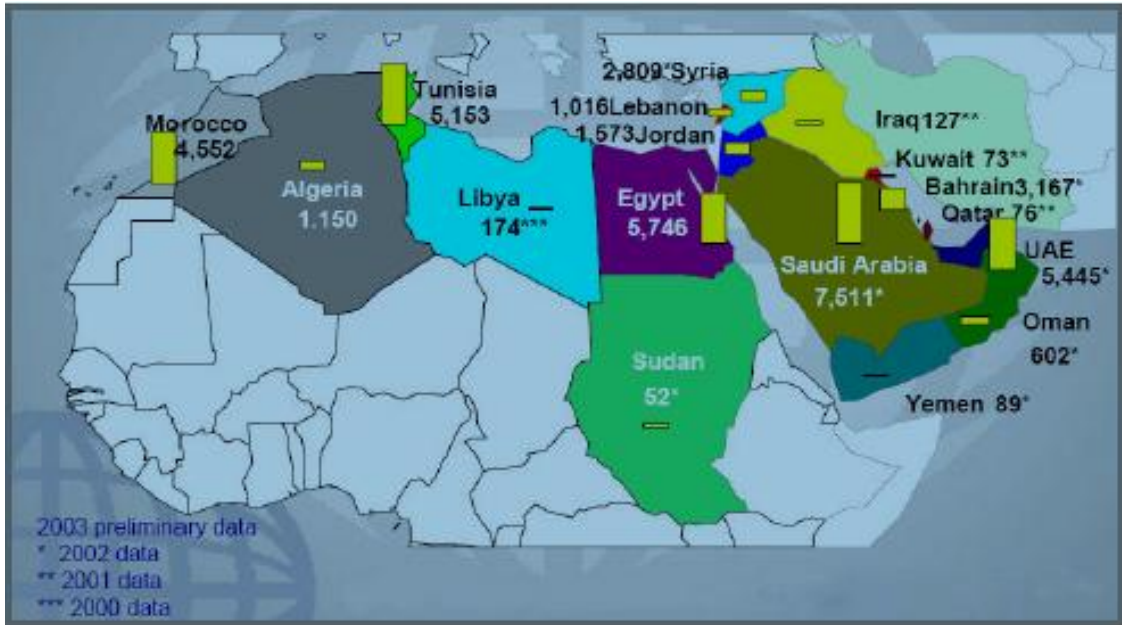 2,809*Syria
Tunisia
5,153
1,016Lebanon
1,573Jordan
Morocco
4,552
Iraq127**
Kuwait 73**
Bahrain3,167*
Qatar 76**
Algeria
1.150
Libya
174***
Egypt
5,746
UAE
5,445*
Saudi Arabia
7,511*
Oman
602*
Sudan
52*
Yemen 89*
2003 preliminary data
* 2002 data
** 2001 data
*** 2000 data